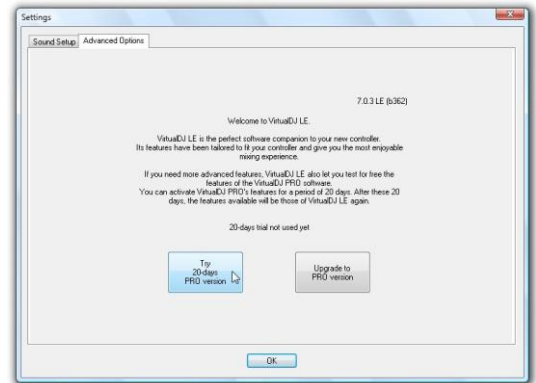 Settings
Sound Setup Advanced Options
7.0.3 LE (b362)
Welcome to VirtualDJ LE.
VirtualDJ LE is the perfect software companion to your new controller.
Its features have been tailored to fit your controller and give you the most enjoyable
mixing experience.
If you need more advanced features, VirtualDJ LE also let you test for free the
features of the VirtualDJ PRO software.
You can activate VirtualDJ PRO's features for a period of 20 days. After these 20
days, the features available will be those of VirtualDJ LE again.
20-days trial not used yet
Try
20-days
PRO version
Upgrade to
PRO version
OK